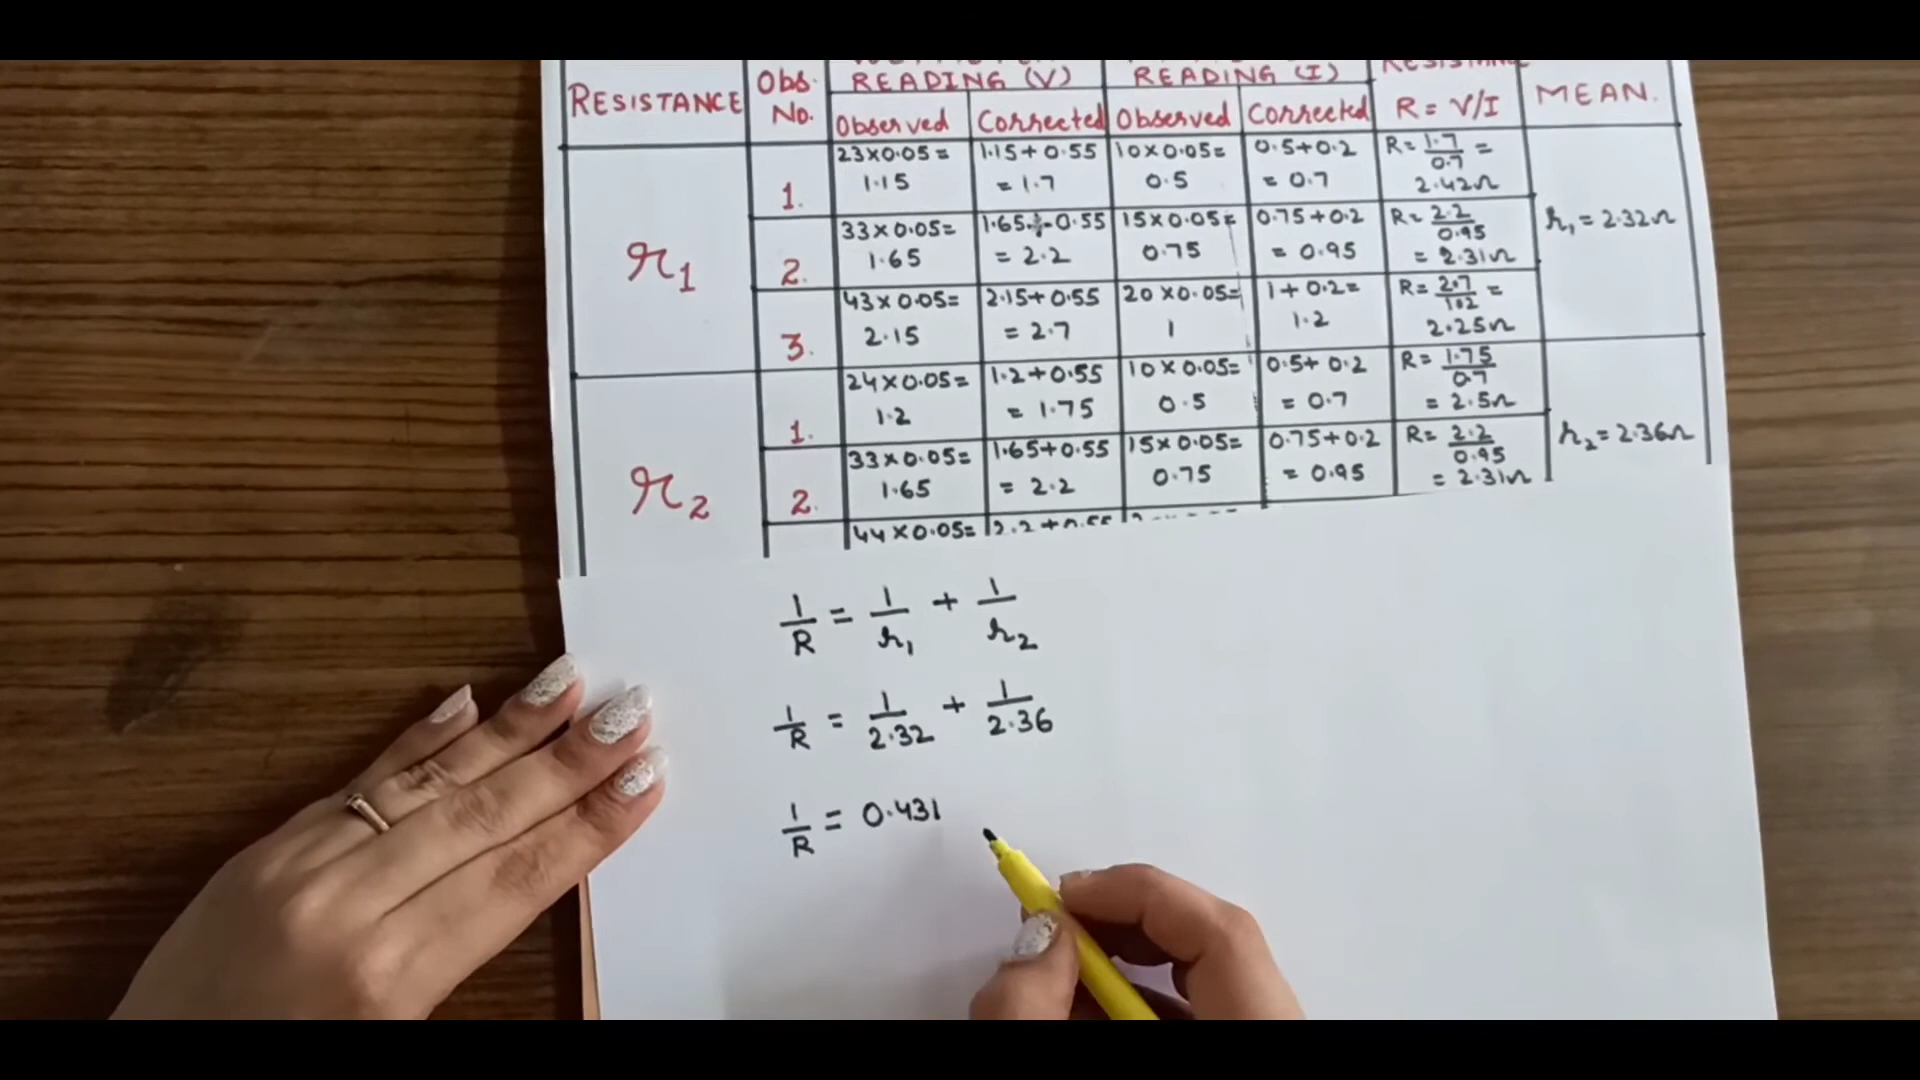 READING (V) READING (I)
RESISTANCE Obs. No. Observed Corrected Observed Corrected R = V/I MEAN.
r1
1. 23×0.05= 1.15+0.55 10×0.05= 0.5+0.2 R= 1.7/0.7 =
1.15 = 1.7 0.5 = 0.7 2.42Ω
2. 33×0.05= 1.65+0.55 15×0.05= 0.75+0.2 R= 2.2/0.95
1.65 = 2.2 0.75 = 0.95 = 2.31Ω
r1 = 2.32Ω
3. 43×0.05= 2.15+0.55 20×0.05= 1+0.2= R= 2.7/1.2 =
2.15 = 2.7 1 1.2 2.25Ω
r2
1. 24×0.05= 1.2+0.55 10×0.05= 0.5+0.2 R= 1.75/0.7
1.2 = 1.75 0.5 = 0.7 = 2.5Ω
2. 33×0.05= 1.65+0.55 15×0.05= 0.75+0.2 R= 2.2/0.95
1.65 = 2.2 0.75 = 0.95 = 2.31Ω
r2 = 2.36Ω
44×0.05= 2.2+0.55
1/R = 1/r1 + 1/r2
1/R = 1/2.32 + 1/2.36
1/R = 0.431